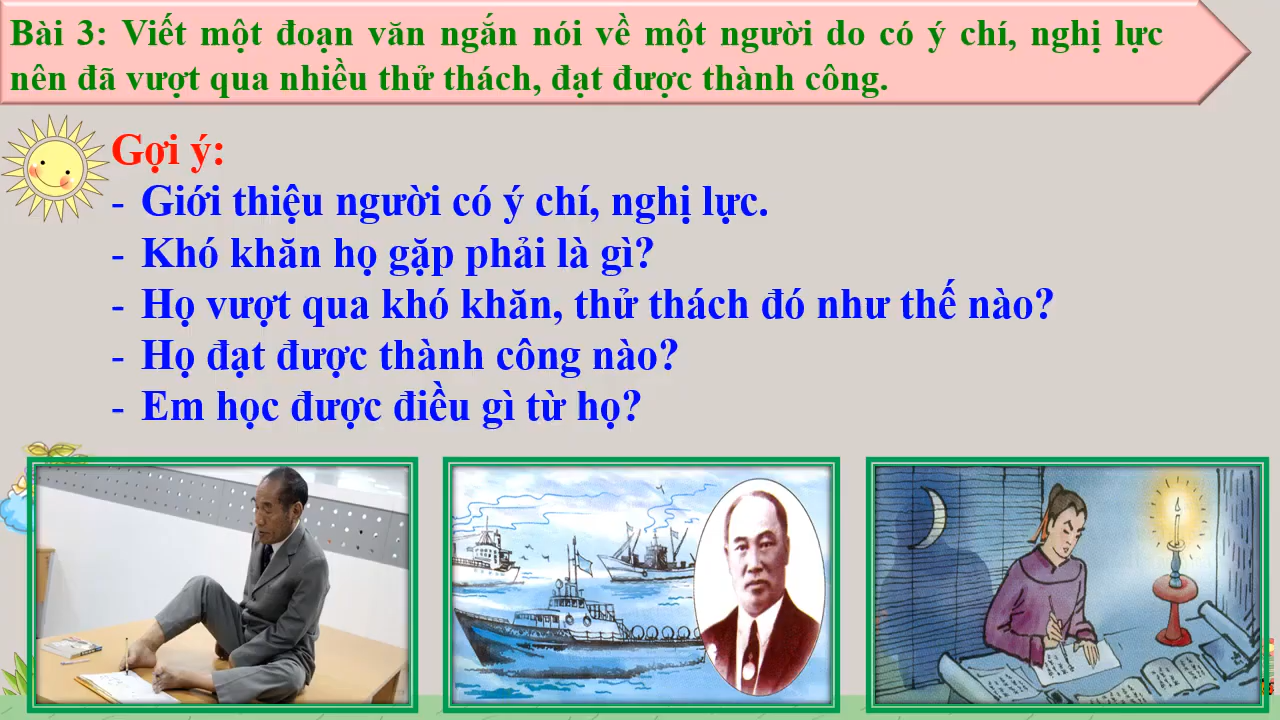 Bài 3: Viết một đoạn văn ngắn nói về một người do có ý chí, nghị lực
nên đã vượt qua nhiều thử thách, đạt được thành công.
Gợi ý:
- Giới thiệu người có ý chí, nghị lực.
- Khó khăn họ gặp phải là gì?
- Họ vượt qua khó khăn, thử thách đó như thế nào?
- Họ đạt được thành công nào?
- Em học được điều gì từ họ?